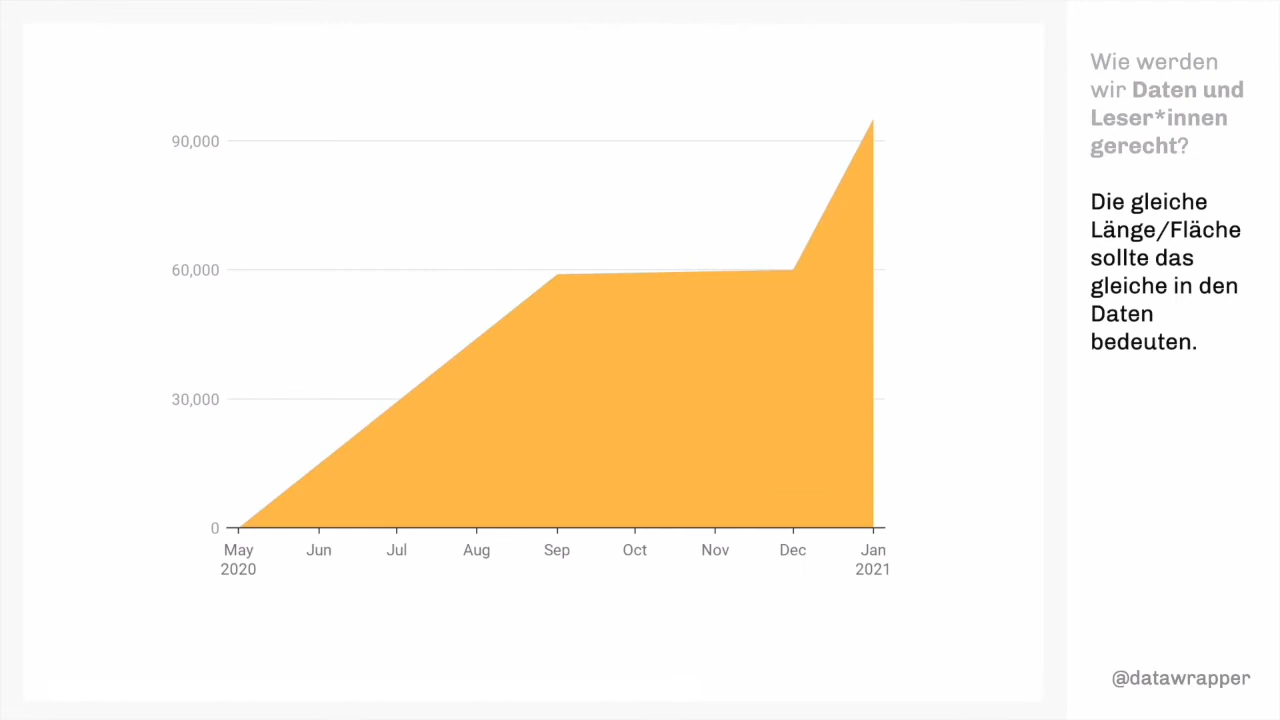 90,000
60,000
30,000
0
May Jun Jul Aug Sep Oct Nov Dec Jan
2020 2021
Wie werden
wir Daten und
Leser*innen
gerecht?
Die gleiche
Länge/Fläche
sollte das
gleiche in den
Daten
bedeuten.
@datawrapper